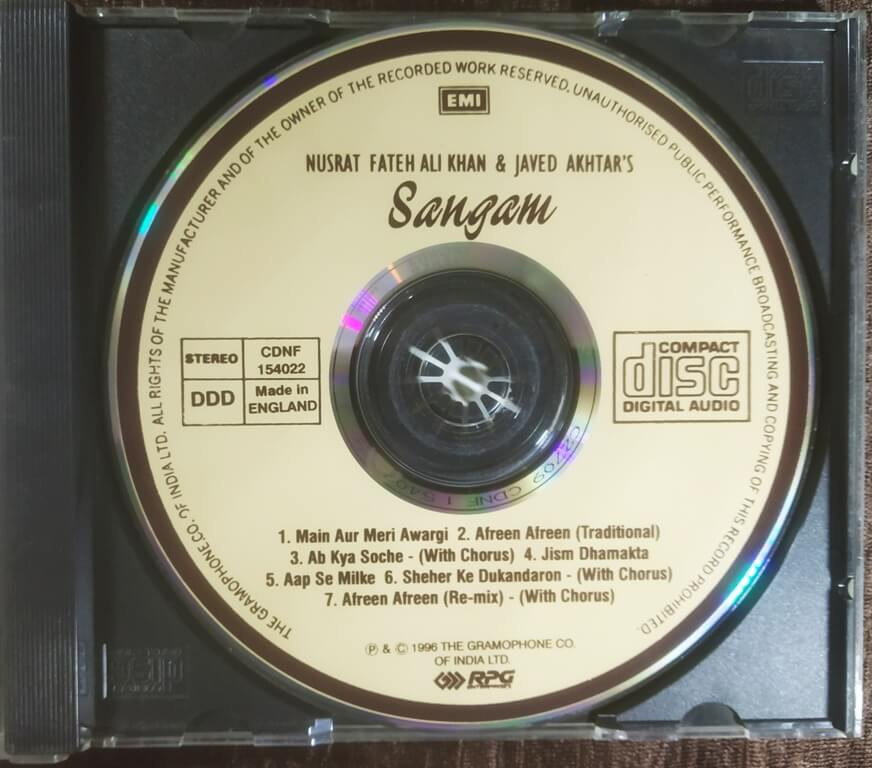 THE GRAMOPHONE CO. OF INDIA LTD. ALL RIGHTS OF THE MANUFACTURER AND OF THE OWNER OF THE RECORDED WORK RESERVED. UNAUTHORISED PUBLIC PERFORMANCE BROADCASTING AND COPYING OF THIS RECORD PROHIBITED.
EMI
NUSRAT FATEH ALI KHAN & JAVED AKHTAR'S
Sangam
STEREO
CDNF
154022
DDD
Made in
ENGLAND
COMPACT
disc
DIGITAL AUDIO
1. Main Aur Meri Awargi 2. Afreen Afreen (Traditional)
3. Ab Kya Soche - (With Chorus) 4. Jism Dhamakta
5. Aap Se Milke 6. Sheher Ke Dukandaron - (With Chorus)
7. Afreen Afreen (Re-mix) - (With Chorus)
℗ & © 1996 THE GRAMOPHONE CO.
OF INDIA LTD.
RPG